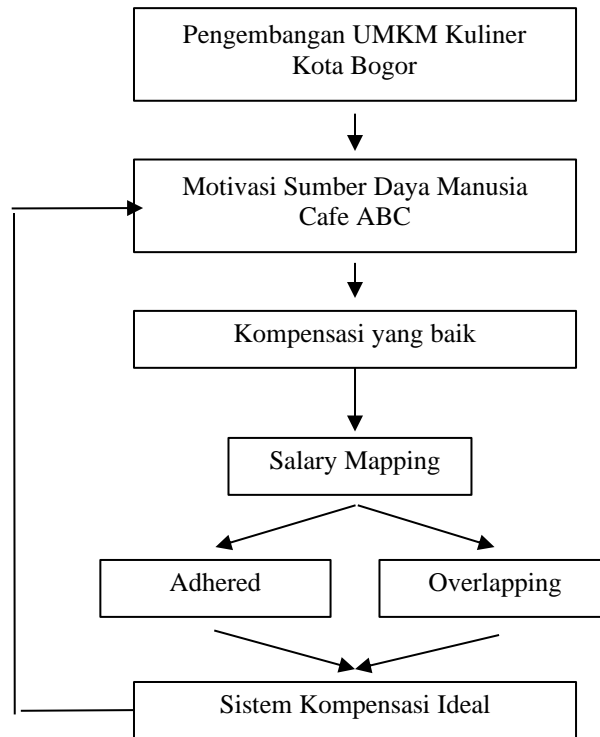 Pengembangan UMKM Kuliner
Kota Bogor
Motivasi Sumber Daya Manusia
Cafe ABC
Kompensasi yang baik
Salary Mapping
Adhered
Overlapping
Sistem Kompensasi Ideal